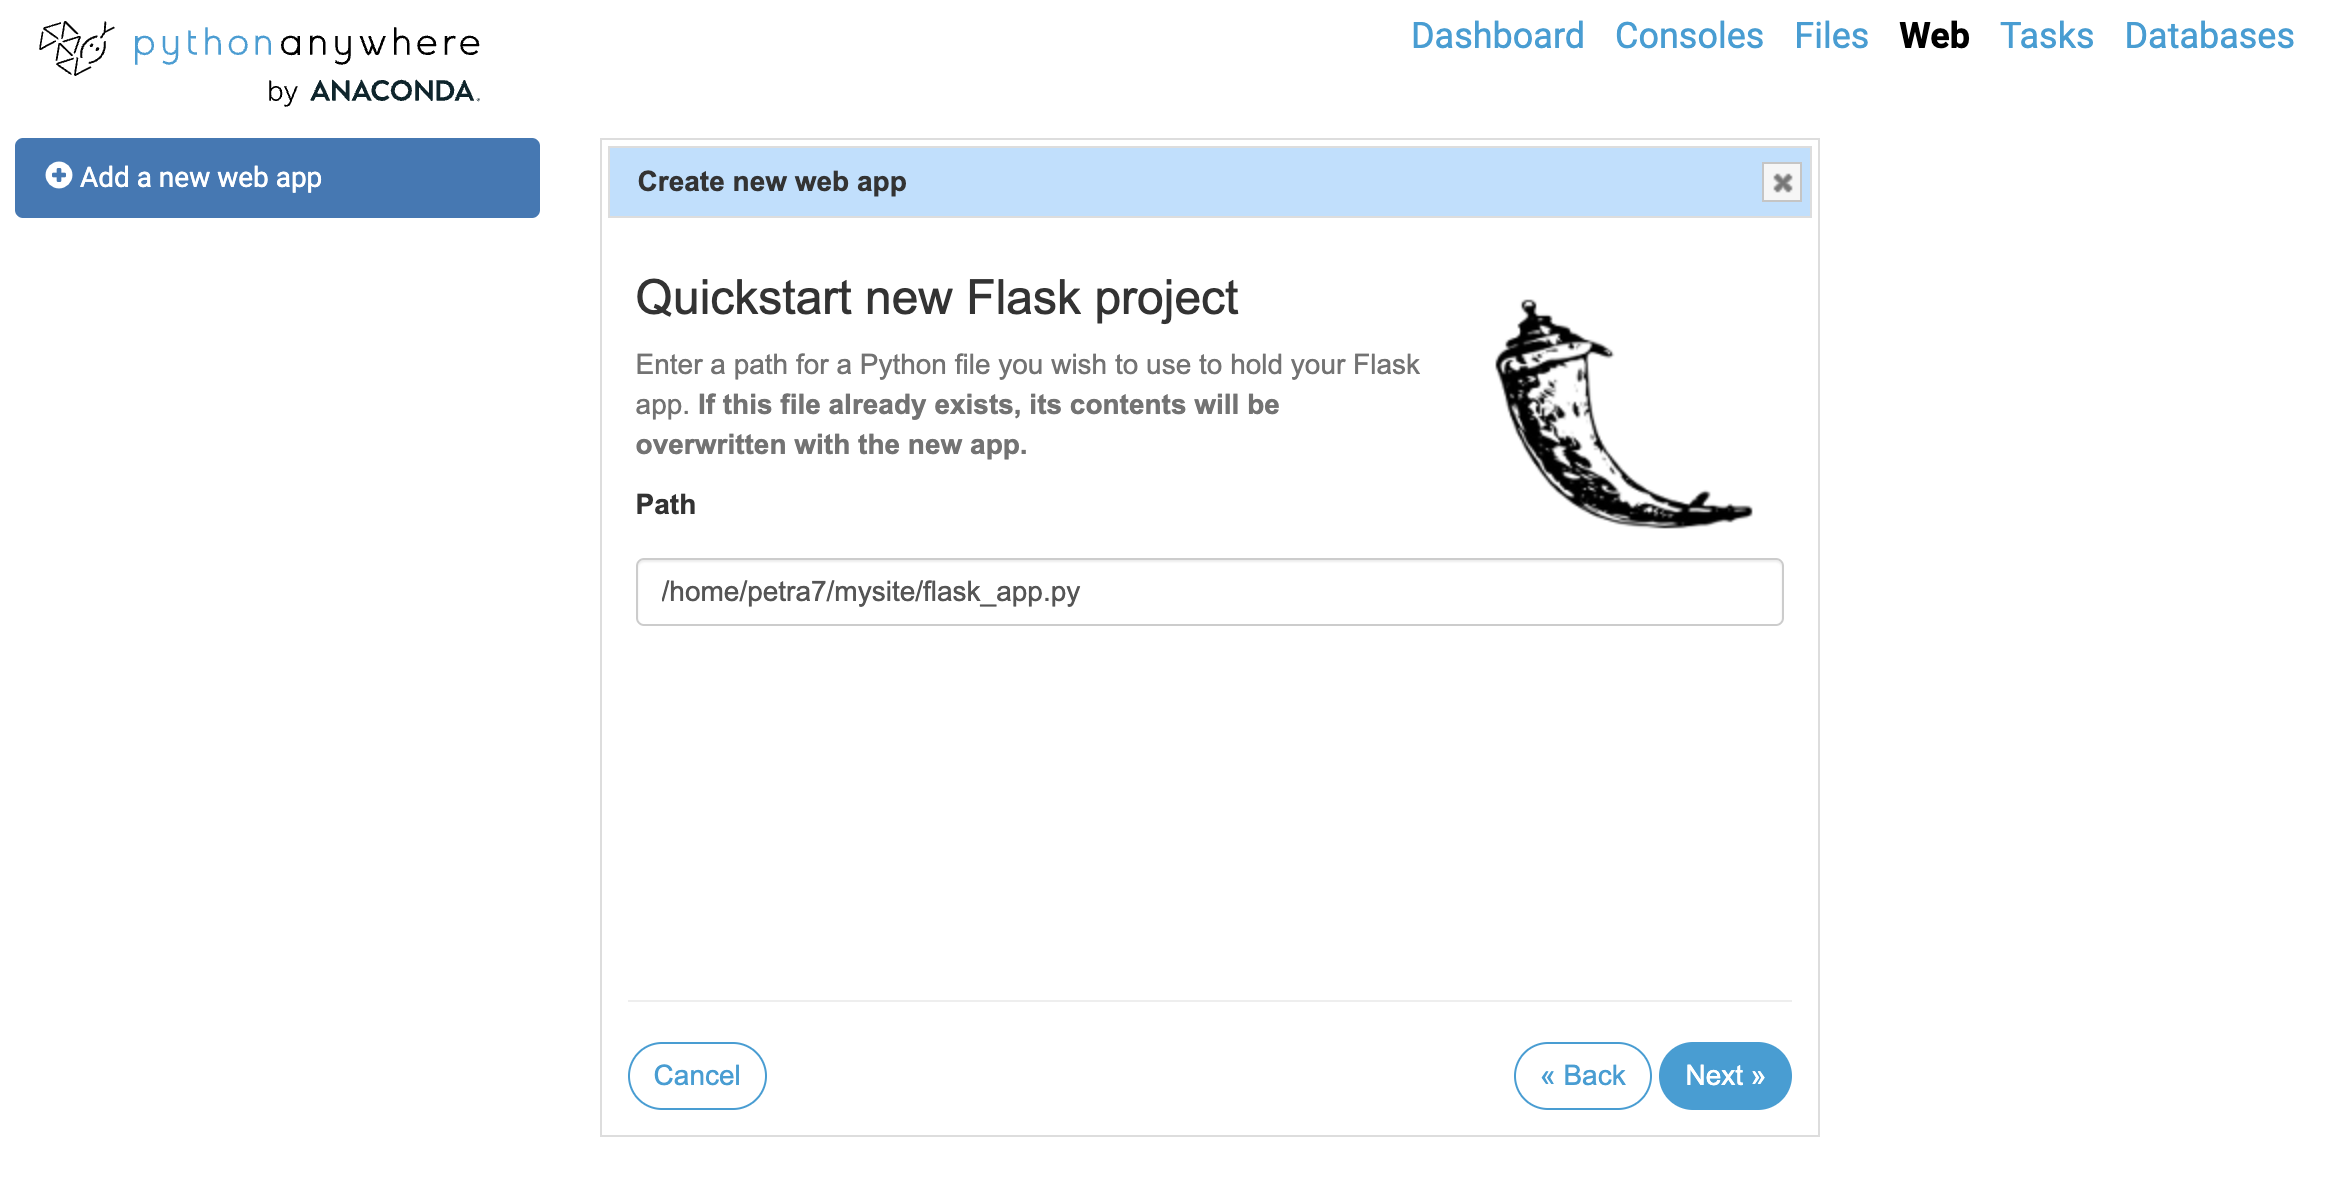 pythonanywhere
by ANACONDA.
Dashboard Consoles Files Web Tasks Databases
Add a new web app
Create new web app
Quickstart new Flask project
Enter a path for a Python file you wish to use to hold your Flask
app. If this file already exists, its contents will be
overwritten with the new app.
Path
/home/petra7/mysite/flask_app.py
Cancel
« Back
Next »